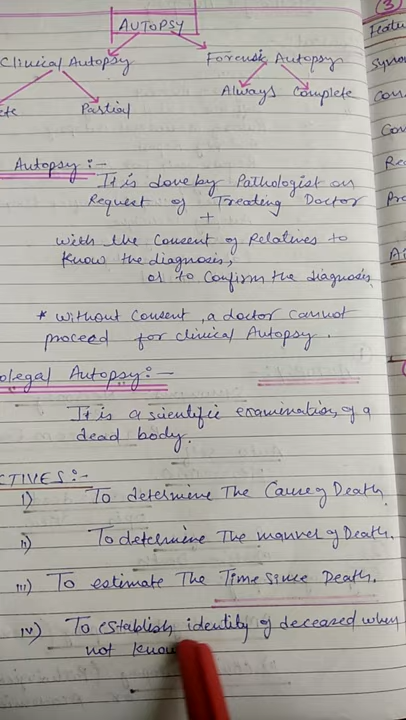 AUTOPSY
Clinical Autopsy Forensic Autopsy
Partial Always Complete
Autopsy :-
It is done by Pathologist on
Request of Treating Doctor
+
with the Consent of Relatives to
know the diagnosis,
or to confirm the diagnosis,
* without consent, a doctor cannot
proceed for clinical Autopsy.
olegal Autopsy:-
It is a scientific examination, of a
dead body.
CTIVES:-
i) To determine The Cause of Death.
ii) To determine The manner of Death.
iii) To estimate The Time since Death.
iv) To establish identity of deceased when
not know
(3)